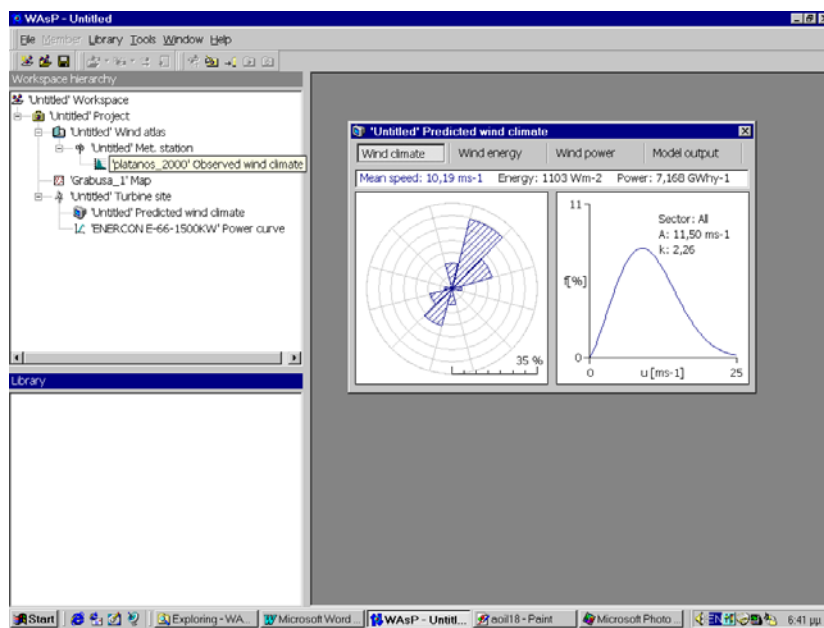 WAsP - Untitled
File Member Library Tools Window Help
Workspace hierarchy
'Untitled' Workspace
'Untitled' Project
'Untitled' Wind atlas
'Untitled' Met. station
'platanos_2000' Observed wind climate
'Grabusa_1' Map
'Untitled' Turbine site
'Untitled' Predicted wind climate
'ENERCON E-66-1500KW' Power curve
Library
'Untitled' Predicted wind climate
Wind climate Wind energy Wind power Model output
Mean speed: 10,19 ms-1 Energy: 1103 Wm-2 Power: 7,168 GWhy-1
35 %
11
Sector: All
A: 11,50 ms-1
k: 2,26
f[%]
0
0 u [ms-1] 25
Start Exploring - WA... Microsoft Word ... WAsP - Untitl... aoil18 - Paint Microsoft Photo ... EN 6:41 μμ